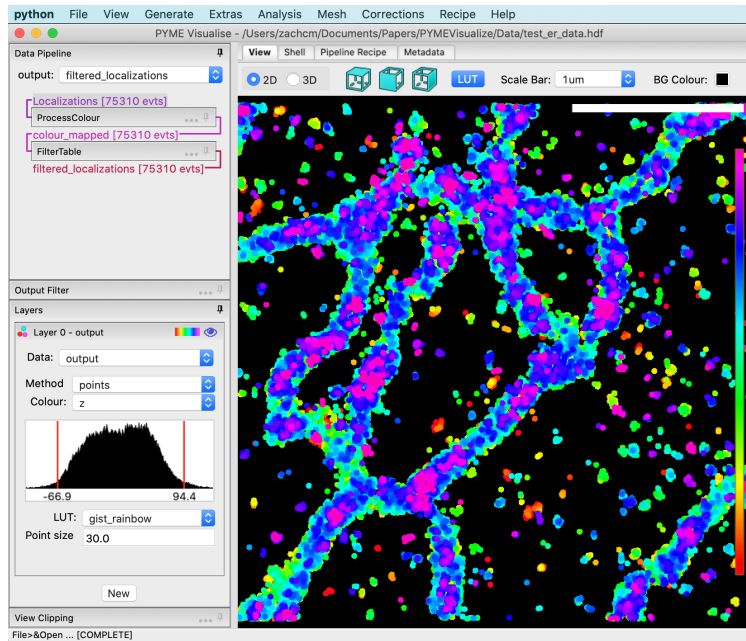 python File View Generate Extras Analysis Mesh Corrections Recipe Help
PYME Visualise - /Users/zachcm/Documents/Papers/PYMEVisualize/Data/test_er_data.hdf
Data Pipeline
output: filtered_localizations
Localizations [75310 evts]
ProcessColour
colour_mapped [75310 evts]
FilterTable
filtered_localizations [75310 evts]
Output Filter
Layers
Layer 0 - output
Data: output
Method points
Colour: z
-66.9 94.4
LUT: gist_rainbow
Point size 30.0
New
View Clipping
File>&Open ... [COMPLETE]
View Shell Pipeline Recipe Metadata
2D 3D LUT Scale Bar: 1um BG Colour: